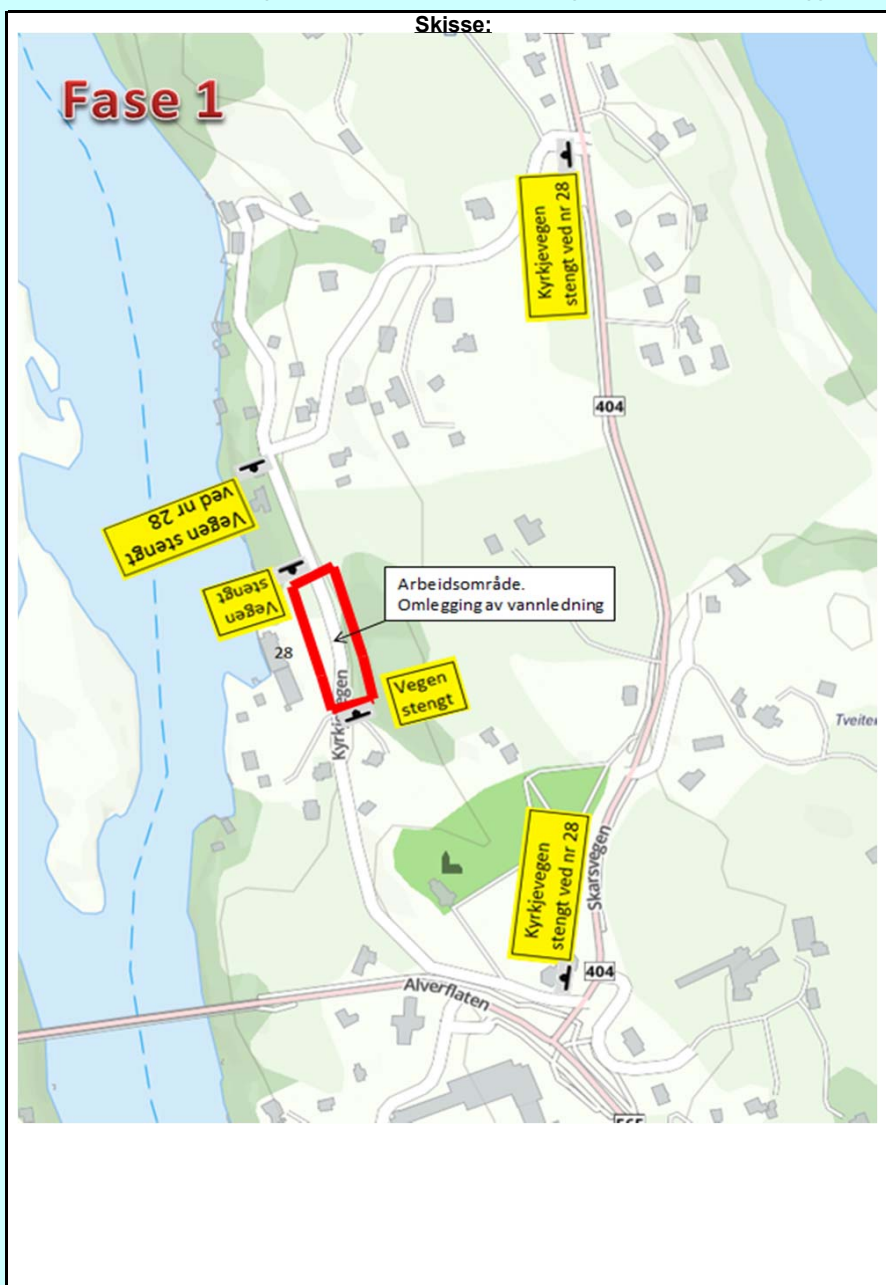 Skisse:
Fase 1
Kyrkjevegen
stengt ved nr 28
404
Vegen stengt
ved nr 28
Vegen
stengt
Arbeidsområde.
Omlegging av vannledning
28
Vegen
stengt
Kyrkjevegen
Kyrkjevegen
stengt ved nr 28
Skarsvegen
404
Alverflaten